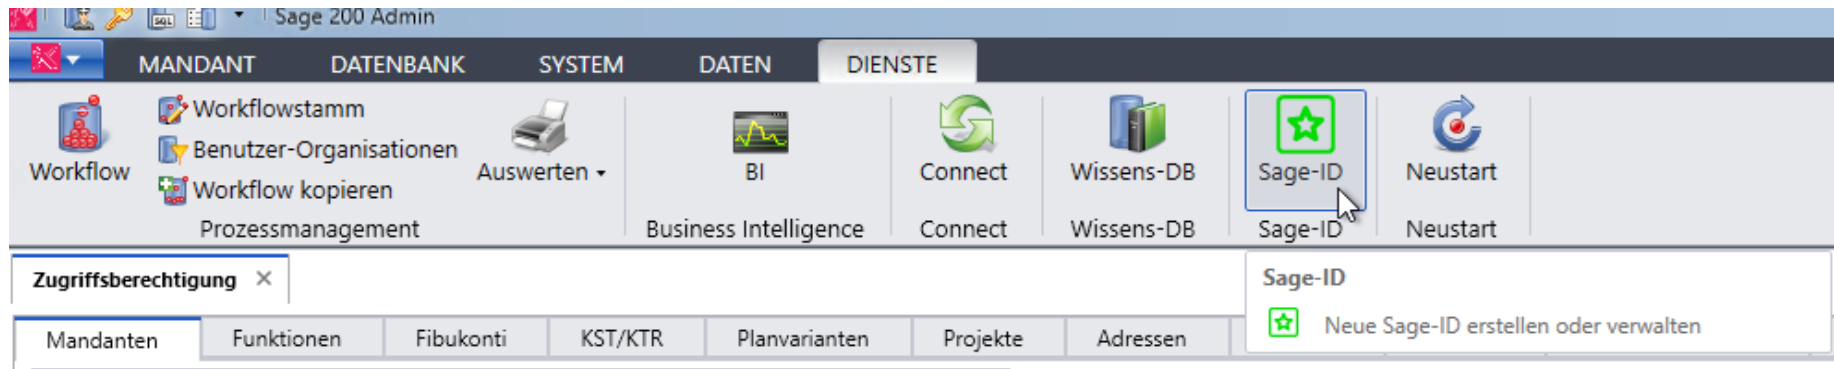 SQL Sage 200 Admin
MANDANT DATENBANK SYSTEM DATEN DIENSTE
Workflowstamm
Benutzer-Organisationen
Workflow Auswerten BI Connect Wissens-DB Sage-ID Neustart
Workflow kopieren
Prozessmanagement Business Intelligence Connect Wissens-DB Sage-ID Neustart
Zugriffsberechtigung Sage-ID
Neue Sage-ID erstellen oder verwalten
Mandanten Funktionen Fibukonti KST/KTR Planvarianten Projekte Adressen